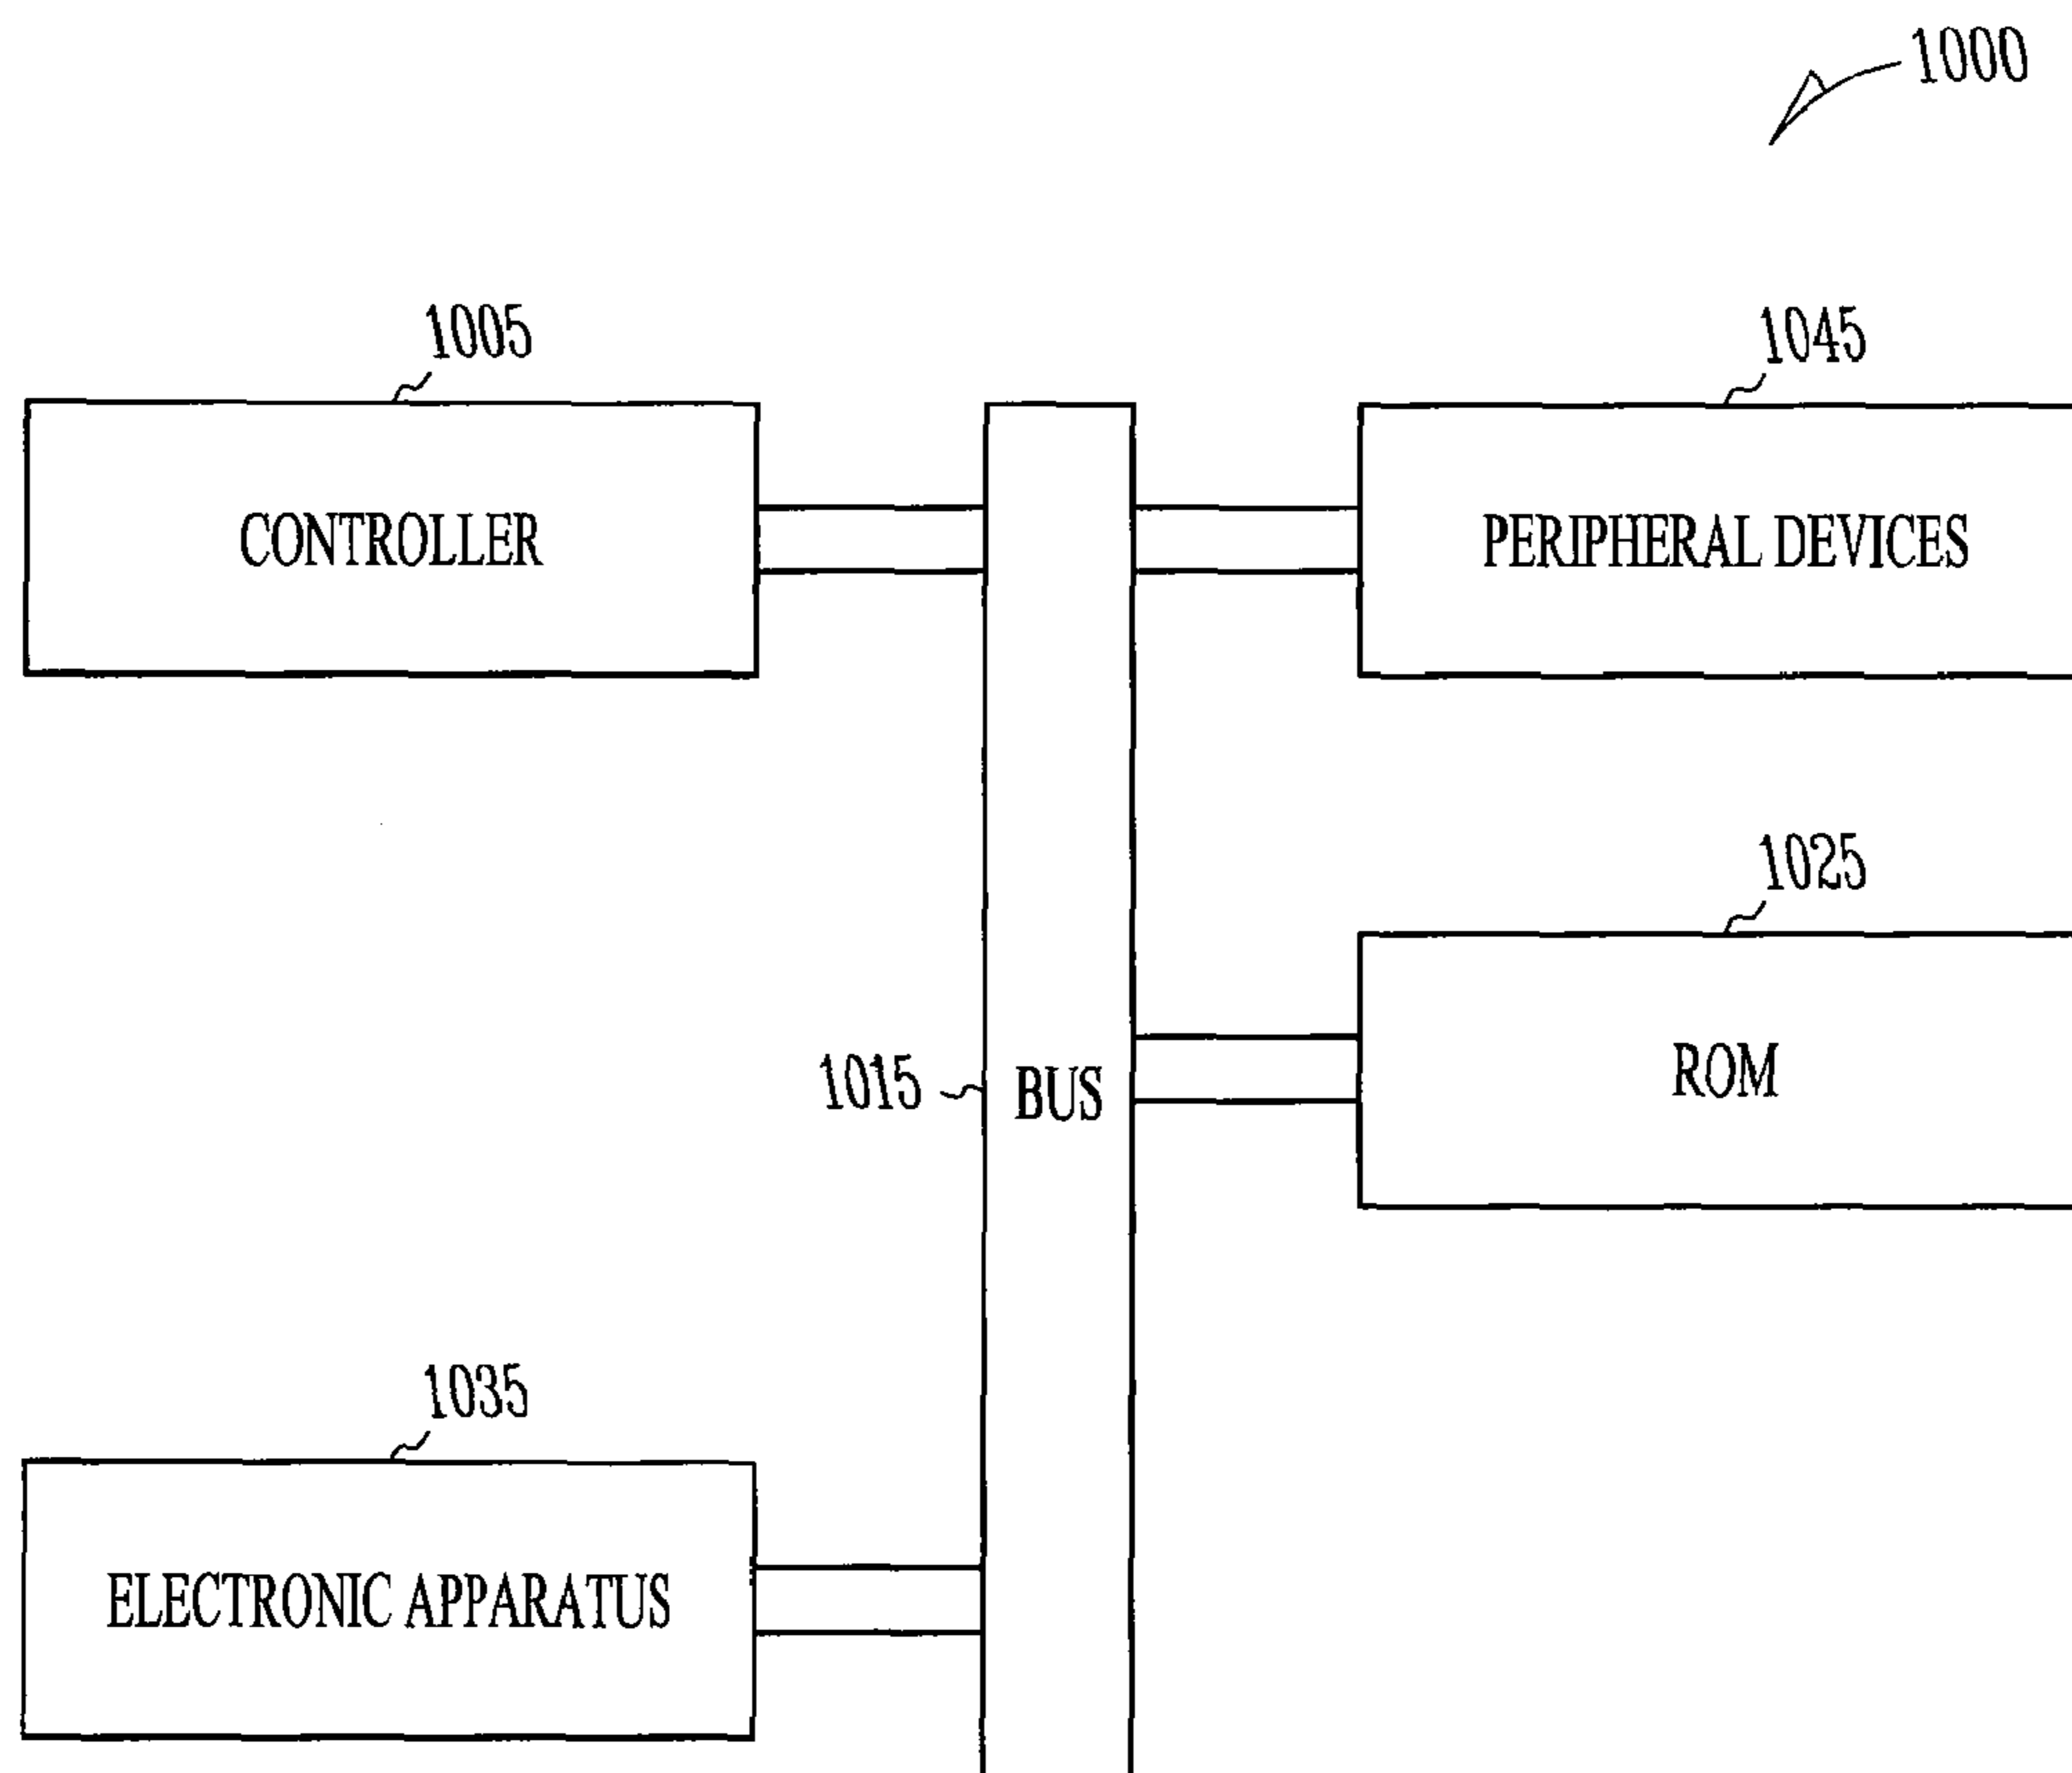 1000
1005
1045
CONTROLLER
PERIPHERAL DEVICES
1025
1015
BUS
ROM
1035
ELECTRONIC APPARATUS